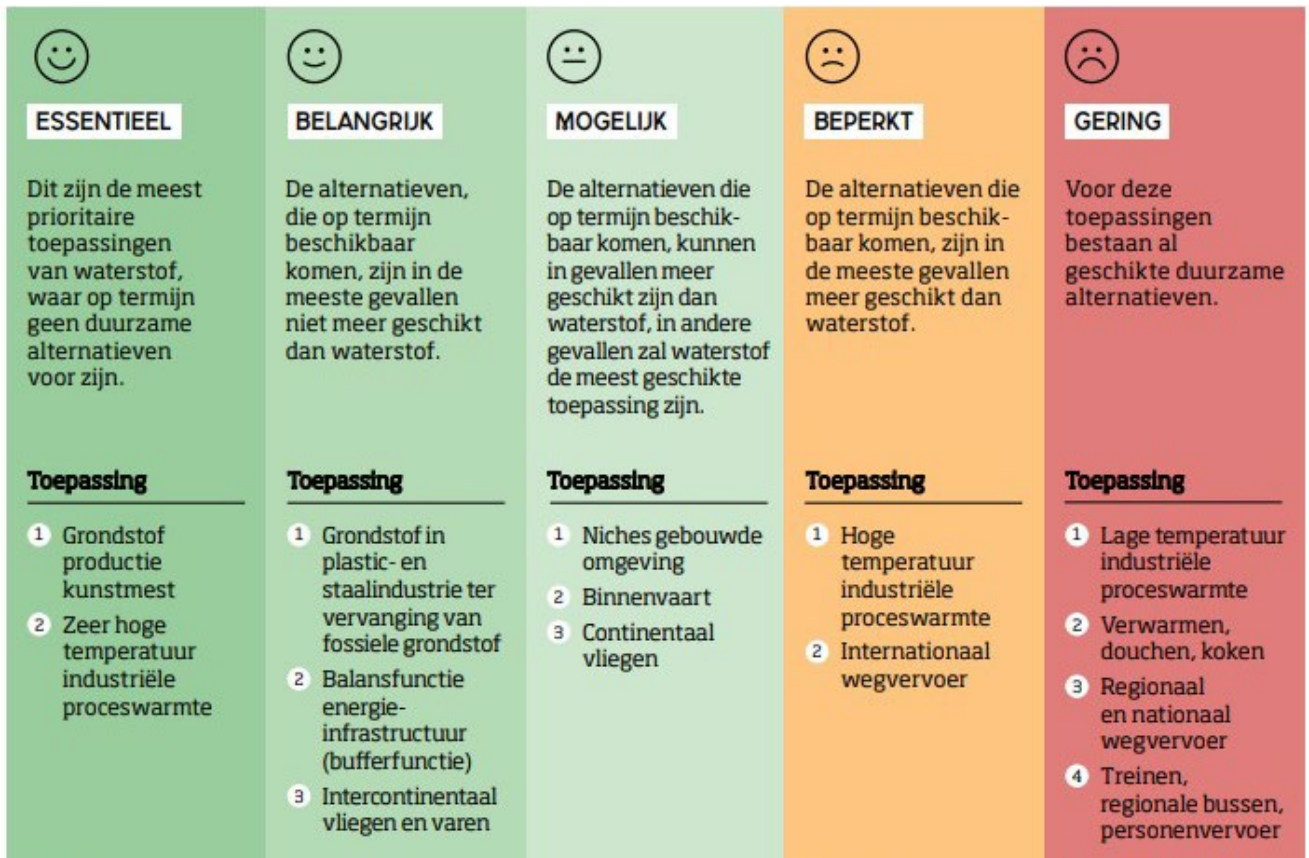 ESSENTIEEL
Dit zijn de meest
prioritaire
toepassingen
van waterstof,
waar op termijn
geen duurzame
alternatieven
voor zijn.
Toepassing
1 Grondstof
productie
kunstmest
2 Zeer hoge
temperatuur
industriële
proceswarmte
BELANGRIJK
De alternatieven,
die op termijn
beschikbaar
komen, zijn in de
meeste gevallen
niet meer geschikt
dan waterstof.
Toepassing
1 Grondstof in
plastic- en
staalindustrie ter
vervanging van
fossiele grondstof
2 Balansfunctie
energie-
infrastructuur
(bufferfunctie)
3 Intercontinentaal
vliegen en varen
MOGELIJK
De alternatieven die
op termijn beschik-
baar komen, kunnen
in gevallen meer
geschikt zijn dan
waterstof, in andere
gevallen zal waterstof
de meest geschikte
toepassing zijn.
Toepassing
1 Niches gebouwde
omgeving
2 Binnenvaart
3 Continentaal
vliegen
BEPERKT
De alternatieven die
op termijn beschik-
baar komen, zijn in
de meeste gevallen
meer geschikt dan
waterstof.
Toepassing
1 Hoge
temperatuur
industriële
proceswarmte
2 Internationaal
wegvervoer
GERING
Voor deze
toepassingen
bestaan al
geschikte duurzame
alternatieven.
Toepassing
1 Lage temperatuur
industriële
proceswarmte
2 Verwarmen,
douchen, koken
3 Regionaal
en nationaal
wegvervoer
4 Treinen,
regionale bussen,
personenvervoer